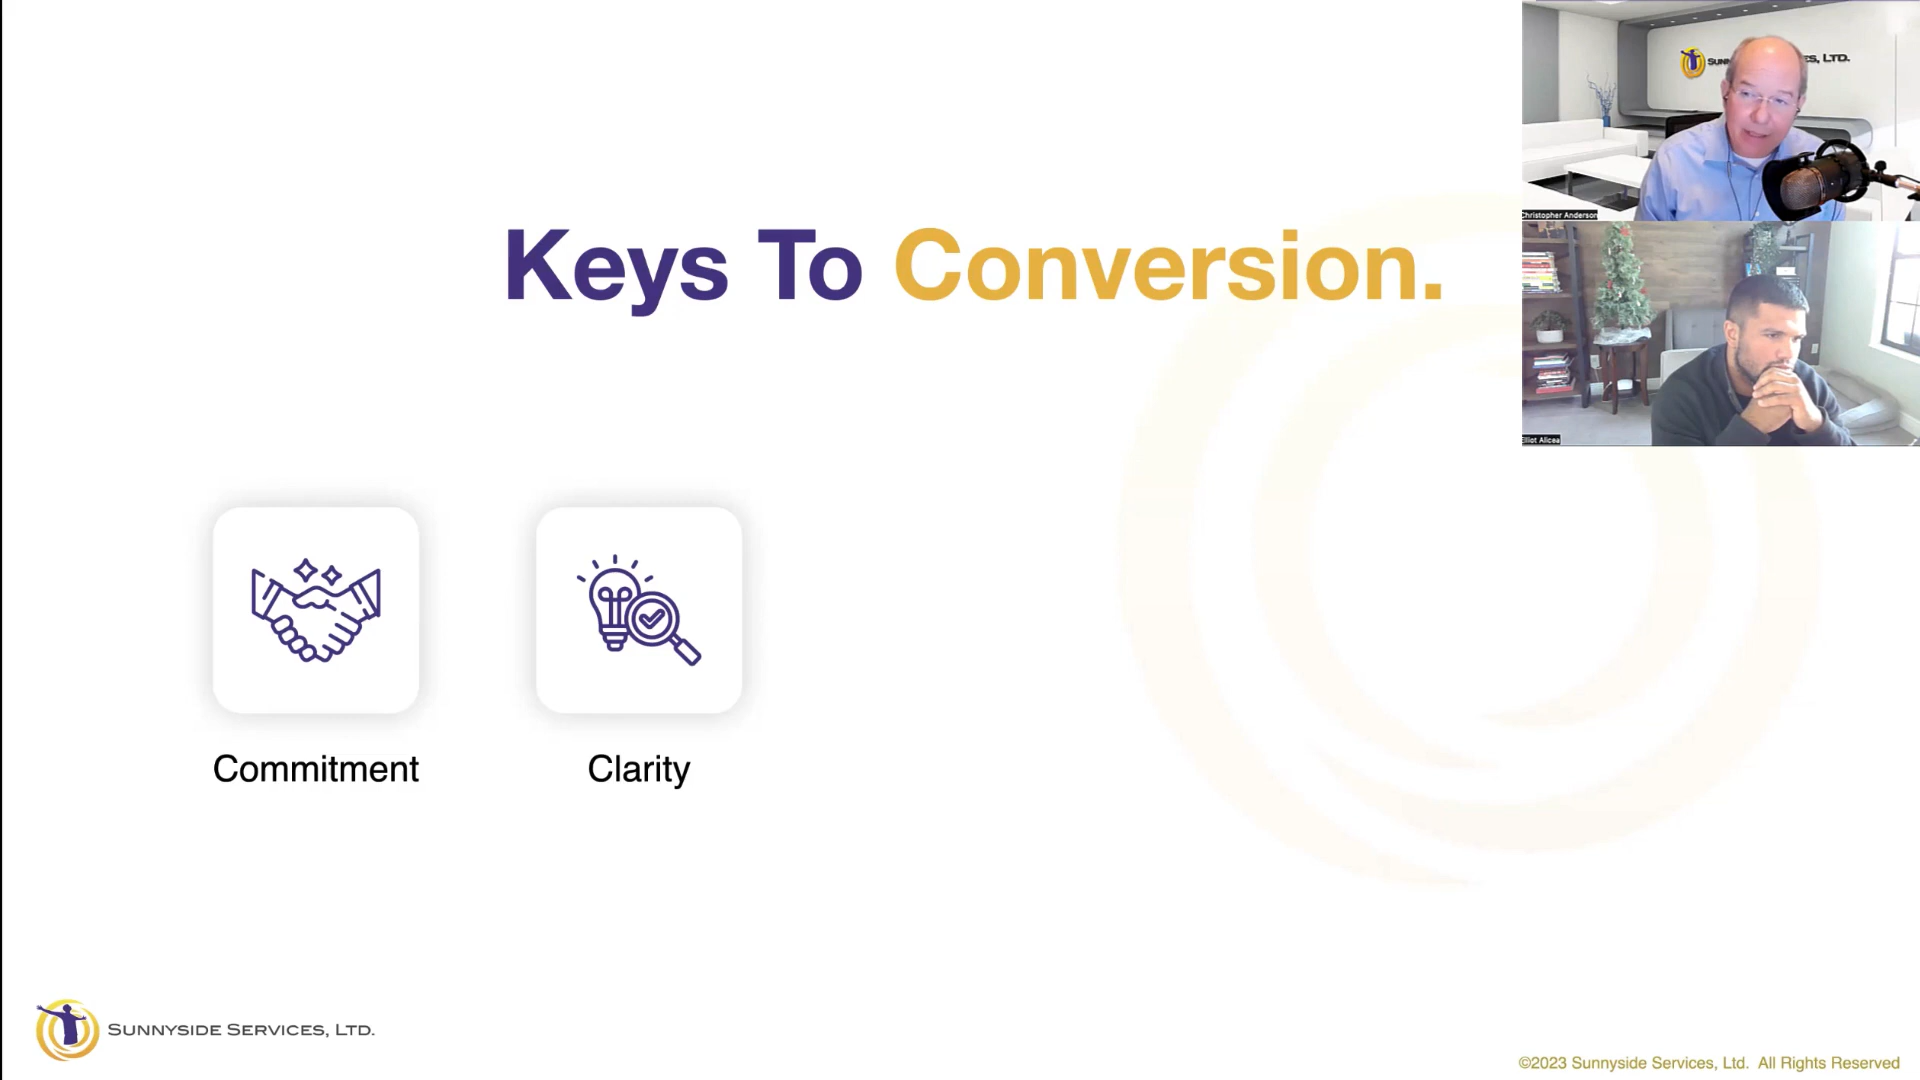 Keys To Conversion.
Christopher Anderson
Elliot Alicea
Commitment
Clarity
SUNNYSIDE SERVICES, LTD.
©2023 Sunnyside Services, Ltd. All Rights Reserved